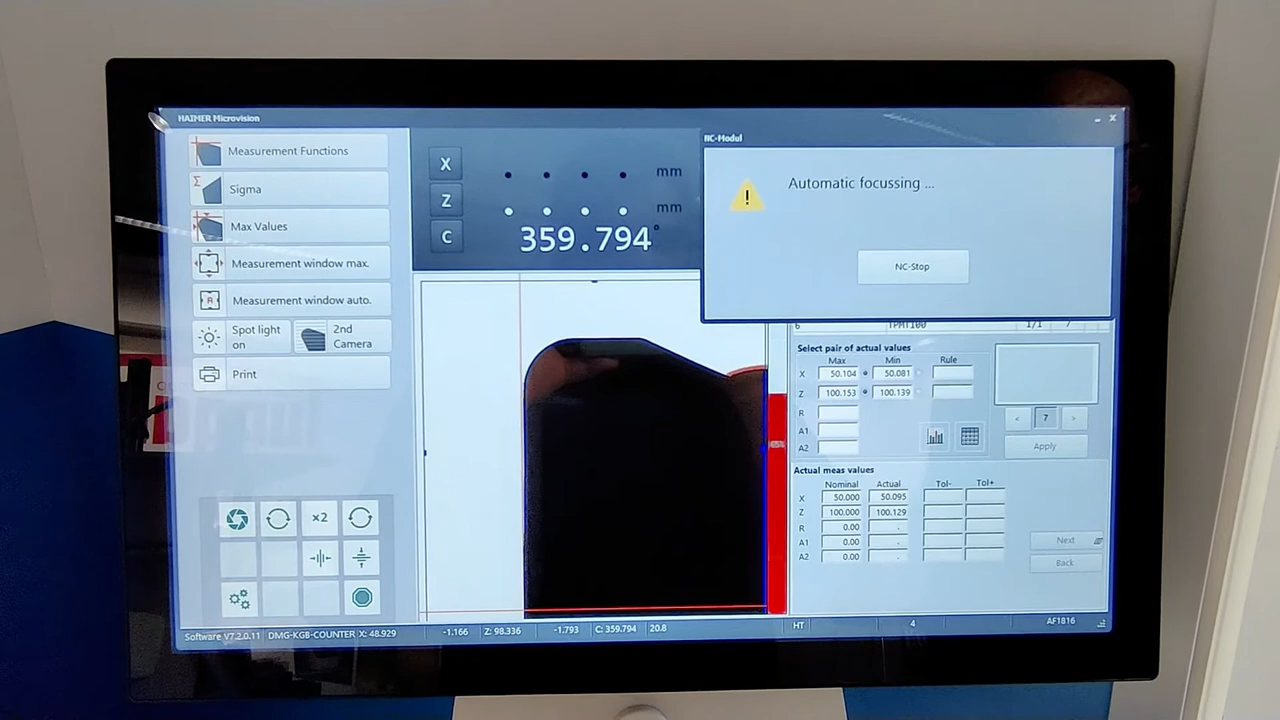 HAIMER Microvision
Measurement Functions
Sigma
Max Values
Measurement window max.
Measurement window auto.
Spot light on
2nd Camera
Print
x2
X mm
Z mm
C 359.794°
NC-Modul
Automatic focussing ...
NC-Stop
6 TPMT100 1/1 7
Select pair of actual values
Max Min Rule
X 50.104 50.081
Z 100.153 100.139
R
A1
A2
< 7 >
Apply
Actual meas values
Nominal Actual Tol- Tol+
X 50.000 50.095
Z 100.000 100.129
R 0.00 -
A1 0.00 -
A2 0.00 -
Next
Back
Software V7.2.0.11 DMG-KGB-COUNTER X: 48.929 -1.166 Z: 98.336 -1.793 C: 359.794 20.8 HT 4 AF1816